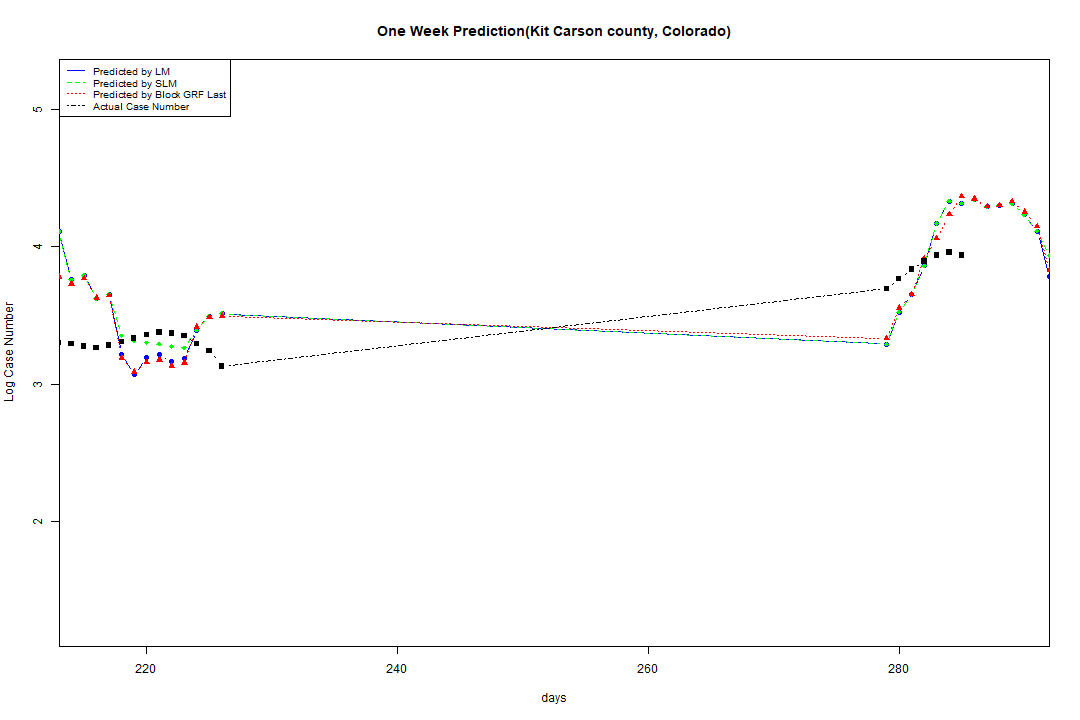 One Week Prediction(Kit Carson county, Colorado)
Predicted by LM
Predicted by SLM
Predicted by Block GRF Last
Actual Case Number
5
4
3
2
Log Case Number
220 240 260 280
days